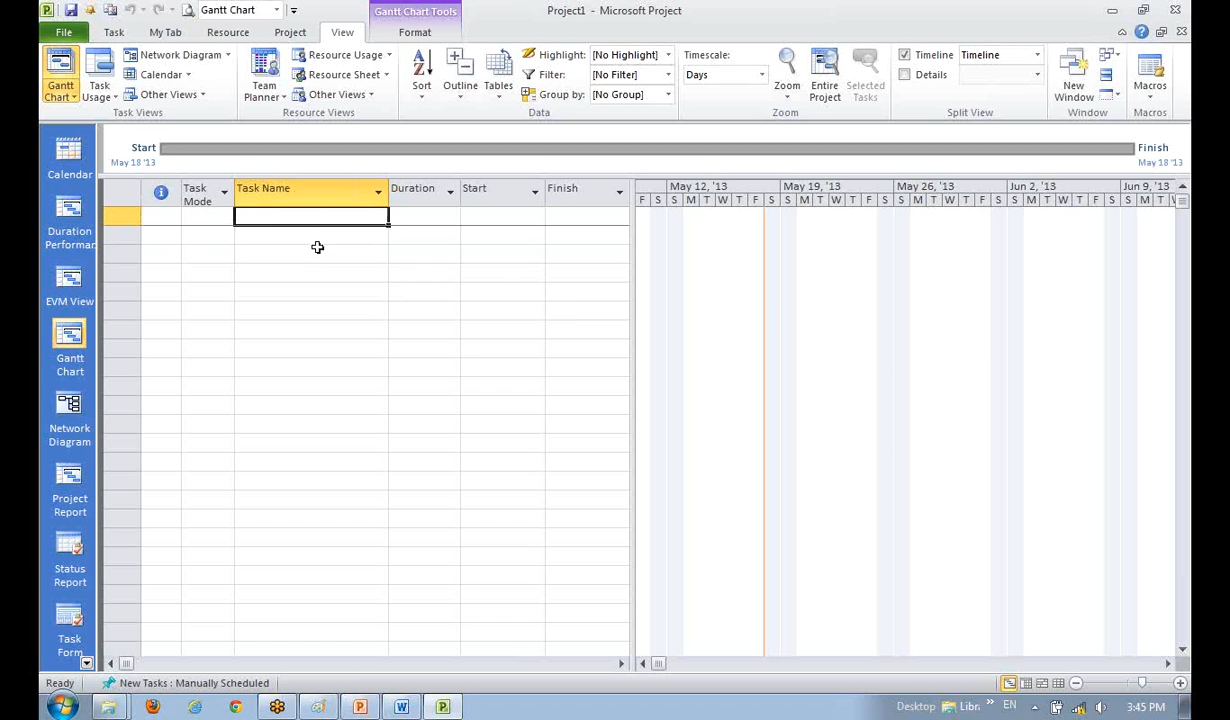 Gantt Chart
Gantt Chart Tools
Project1 - Microsoft Project
File Task My Tab Resource Project View Format
Gantt Chart
Task Usage
Network Diagram
Calendar
Other Views
Task Views
Team Planner
Resource Usage
Resource Sheet
Other Views
Resource Views
Sort
Outline
Tables
Highlight: [No Highlight]
Filter: [No Filter]
Group by: [No Group]
Data
Timescale:
Days
Zoom
Entire Project
Selected Tasks
Zoom
Timeline Timeline
Details
Split View
New Window
Window
Macros
Macros
Start
May 18 '13
Finish
May 18 '13
Calendar
Duration
Performan
EVM View
Gantt
Chart
Network
Diagram
Project
Report
Status
Report
Task
Form
Task Mode
Task Name
Duration
Start
Finish
May 12, '13 May 19, '13 May 26, '13 Jun 2, '13 Jun 9, '13
F S S M T W T F S S M T W T F S S M T W T F S S M T W T F S S M T
Ready New Tasks : Manually Scheduled
Desktop Libr » EN 3:45 PM